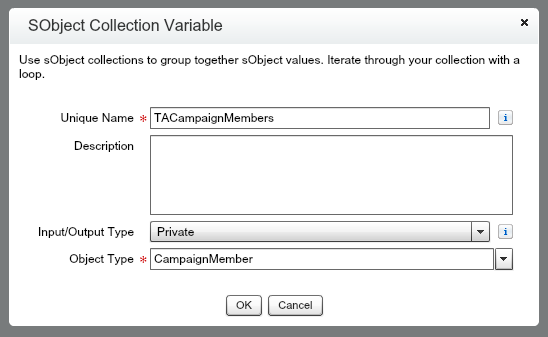 SObject Collection Variable
Use sObject collections to group together sObject values. Iterate through your collection with a
loop.
Unique Name * TACampaignMembers
Description
Input/Output Type Private
Object Type * CampaignMember
OK Cancel